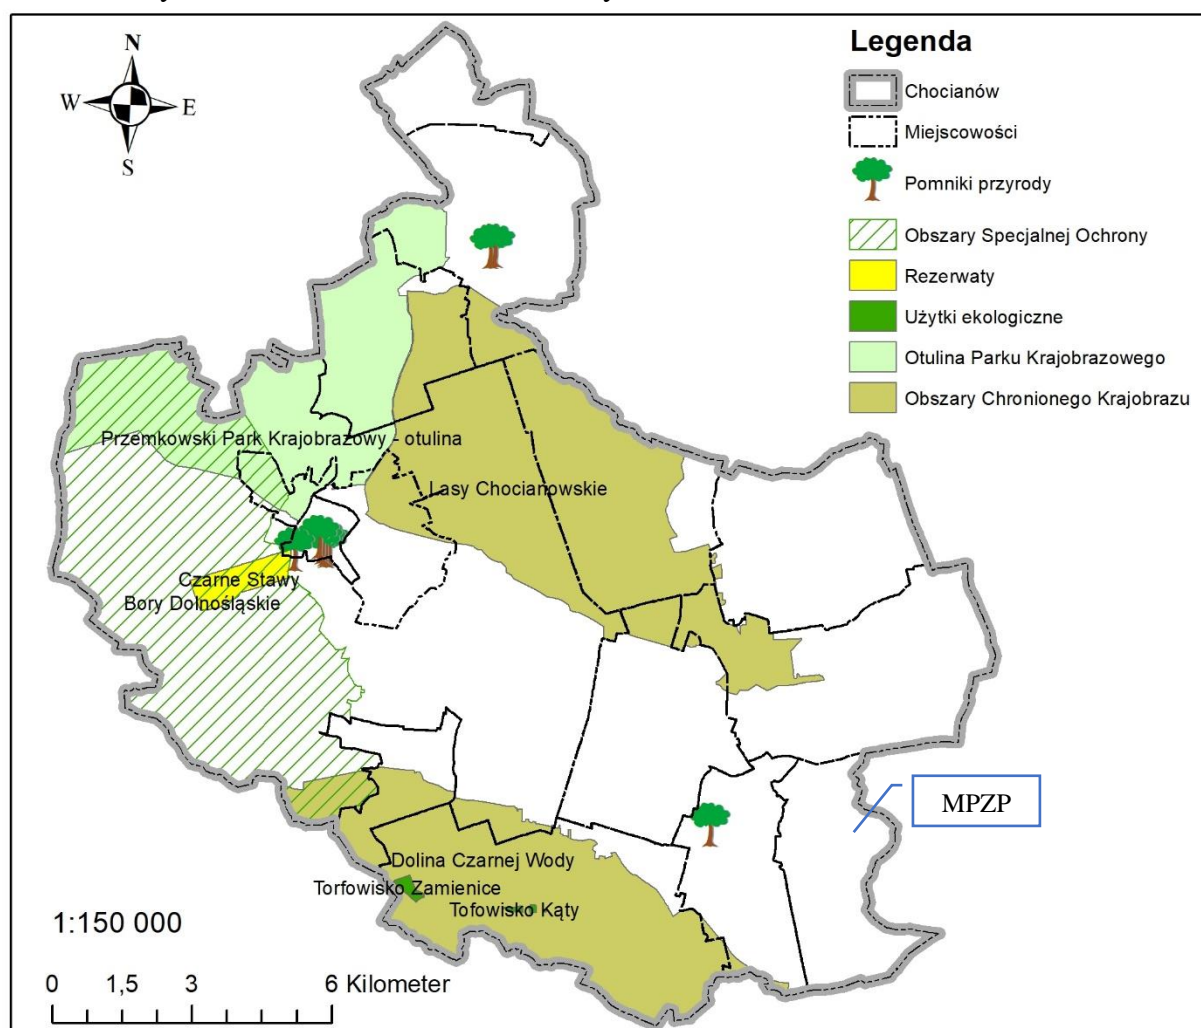 N
W
E
S
Legenda
Chocianów
Miejscowości
Pomniki przyrody
Obszary Specjalnej Ochrony
Rezerwaty
Użytki ekologiczne
Otulina Parku Krajobrazowego
Obszary Chronionego Krajobrazu
Przemkowski Park Krajobrazowy - otulina
Lasy Chocianowskie
Czarne Stawy
Bory Dolnośląskie
MPZP
Dolina Czarnej Wody
Torfowisko Zamienice
Tofowisko Kąty
1:150 000
0 1,5 3 6 Kilometer